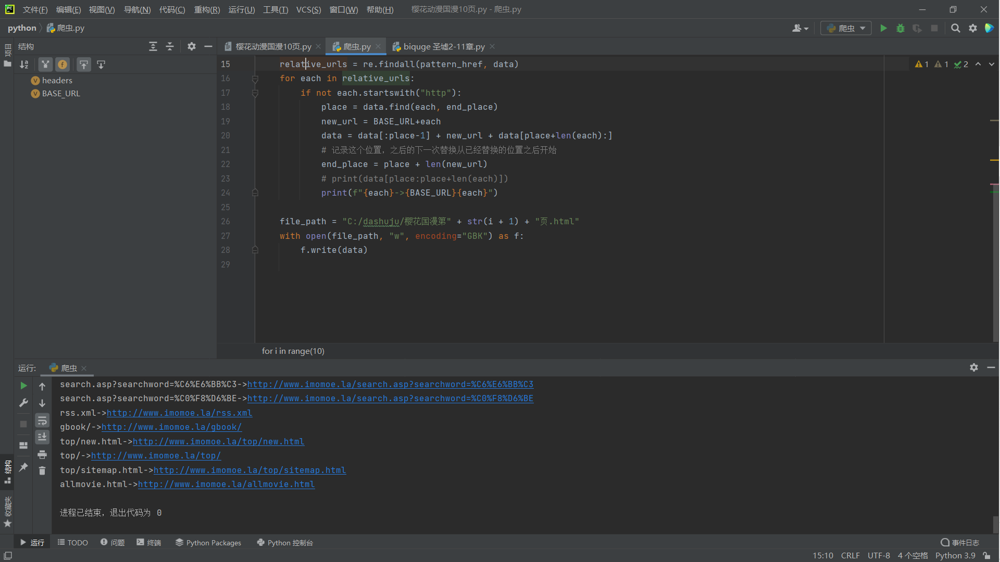 文件(F) 编辑(E) 视图(V) 导航(N) 代码(C) 重构(R) 运行(U) 工具(T) VCS(S) 窗口(W) 帮助(H) 樱花动漫国漫10页.py - 爬虫.py
python 爬虫.py 爬虫
项目 结构 樱花动漫国漫10页.py 爬虫.py biquge 圣墟2-11章.py
headers
BASE_URL
15 relative_urls = re.findall(pattern_href, data) 1 1 2
16 for each in relative_urls:
17 if not each.startswith("http"):
18 place = data.find(each, end_place)
19 new_url = BASE_URL+each
20 data = data[:place-1] + new_url + data[place+len(each):]
21 # 记录这个位置，之后的下一次替换从已经替换的位置之后开始
22 end_place = place + len(new_url)
23 # print(data[place:place+len(each)])
24 print(f"{each}->{BASE_URL}{each}")
25
26 file_path = "C:/dashuju/樱花国漫第" + str(i + 1) + "页.html"
27 with open(file_path, "w", encoding="GBK") as f:
28 f.write(data)
29
for i in range(10)
运行: 爬虫
search.asp?searchword=%C6%E6%BB%C3->http://www.imomoe.la/search.asp?searchword=%C6%E6%BB%C3
search.asp?searchword=%C0%F8%D6%BE->http://www.imomoe.la/search.asp?searchword=%C0%F8%D6%BE
rss.xml->http://www.imomoe.la/rss.xml
gbook/->http://www.imomoe.la/gbook/
top/new.html->http://www.imomoe.la/top/new.html
top/->http://www.imomoe.la/top/
top/sitemap.html->http://www.imomoe.la/top/sitemap.html
allmovie.html->http://www.imomoe.la/allmovie.html
进程已结束，退出代码为 0
结构
收藏夹
运行 TODO 问题 终端 Python Packages Python 控制台 事件日志
15:10 CRLF UTF-8 4 个空格 Python 3.9